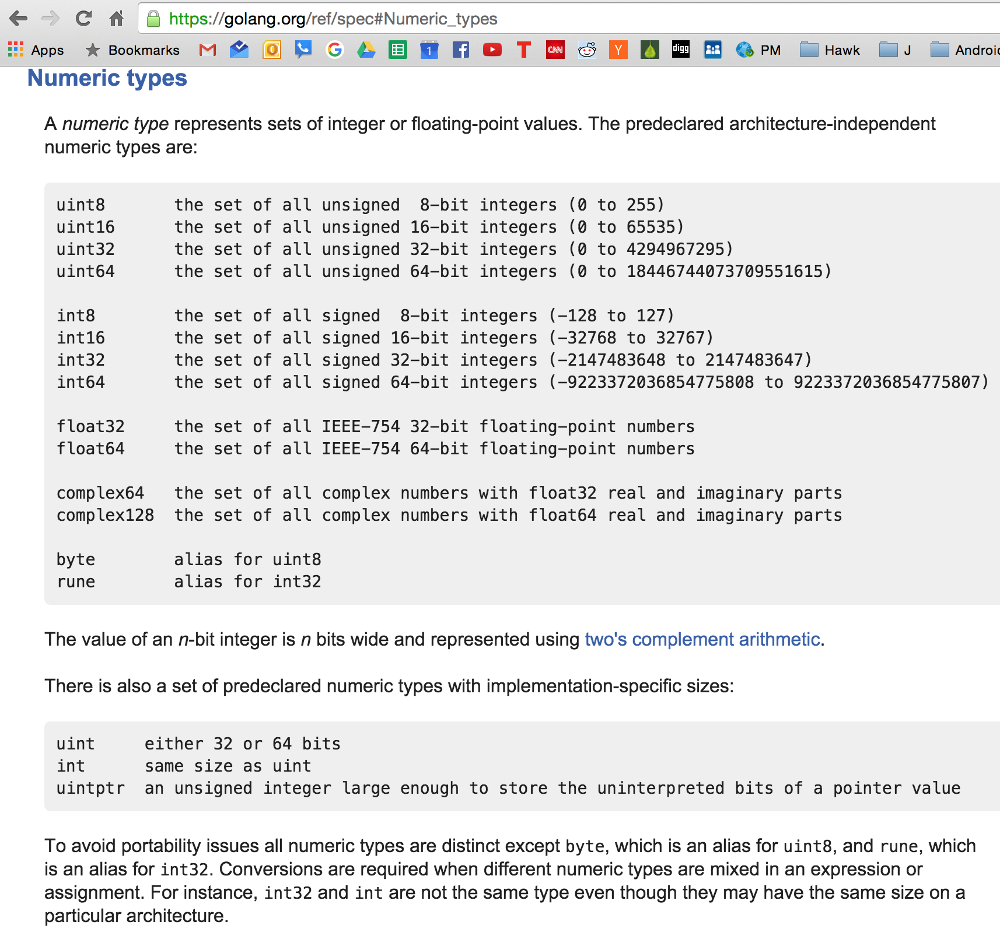 https://golang.org/ref/spec#Numeric_types
Apps Bookmarks 1 CNN Y digg PM Hawk J
Numeric types
A numeric type represents sets of integer or floating-point values. The predeclared architecture-independent
numeric types are:
uint8 the set of all unsigned 8-bit integers (0 to 255)
uint16 the set of all unsigned 16-bit integers (0 to 65535)
uint32 the set of all unsigned 32-bit integers (0 to 4294967295)
uint64 the set of all unsigned 64-bit integers (0 to 18446744073709551615)
int8 the set of all signed 8-bit integers (-128 to 127)
int16 the set of all signed 16-bit integers (-32768 to 32767)
int32 the set of all signed 32-bit integers (-2147483648 to 2147483647)
int64 the set of all signed 64-bit integers (-9223372036854775808 to 9223372036854775807)
float32 the set of all IEEE-754 32-bit floating-point numbers
float64 the set of all IEEE-754 64-bit floating-point numbers
complex64 the set of all complex numbers with float32 real and imaginary parts
complex128 the set of all complex numbers with float64 real and imaginary parts
byte alias for uint8
rune alias for int32
The value of an n-bit integer is n bits wide and represented using two's complement arithmetic.
There is also a set of predeclared numeric types with implementation-specific sizes:
uint either 32 or 64 bits
int same size as uint
uintptr an unsigned integer large enough to store the uninterpreted bits of a pointer value
To avoid portability issues all numeric types are distinct except byte, which is an alias for uint8, and rune, which
is an alias for int32. Conversions are required when different numeric types are mixed in an expression or
assignment. For instance, int32 and int are not the same type even though they may have the same size on a
particular architecture.